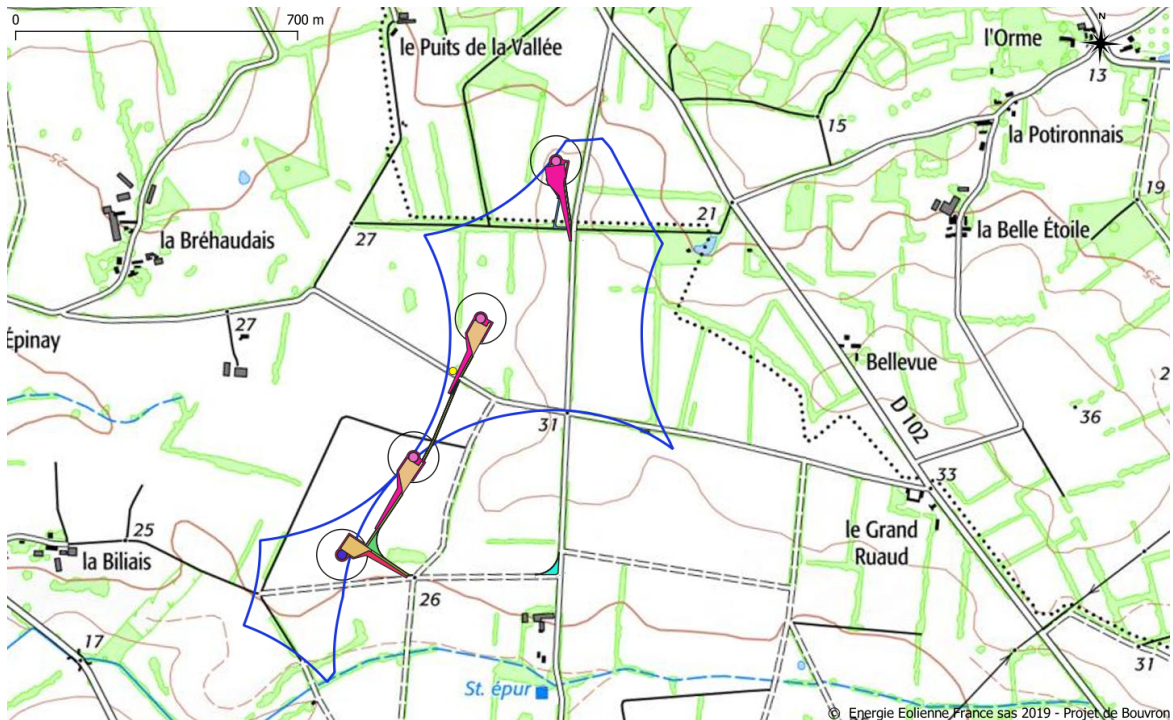 0 700 m
N
le Puits de la Vallée
l'Orme
13
15
la Potironnais
25
19
21
la Belle Étoile
la Bréhaudais
27
27
Épinay
Bellevue
2
36
31
D 102
33
25
le Grand
Ruaud
la Biliais
26
17
31
St. épur
© Energie Eolienne France sas 2019 - Projet de Bouvron